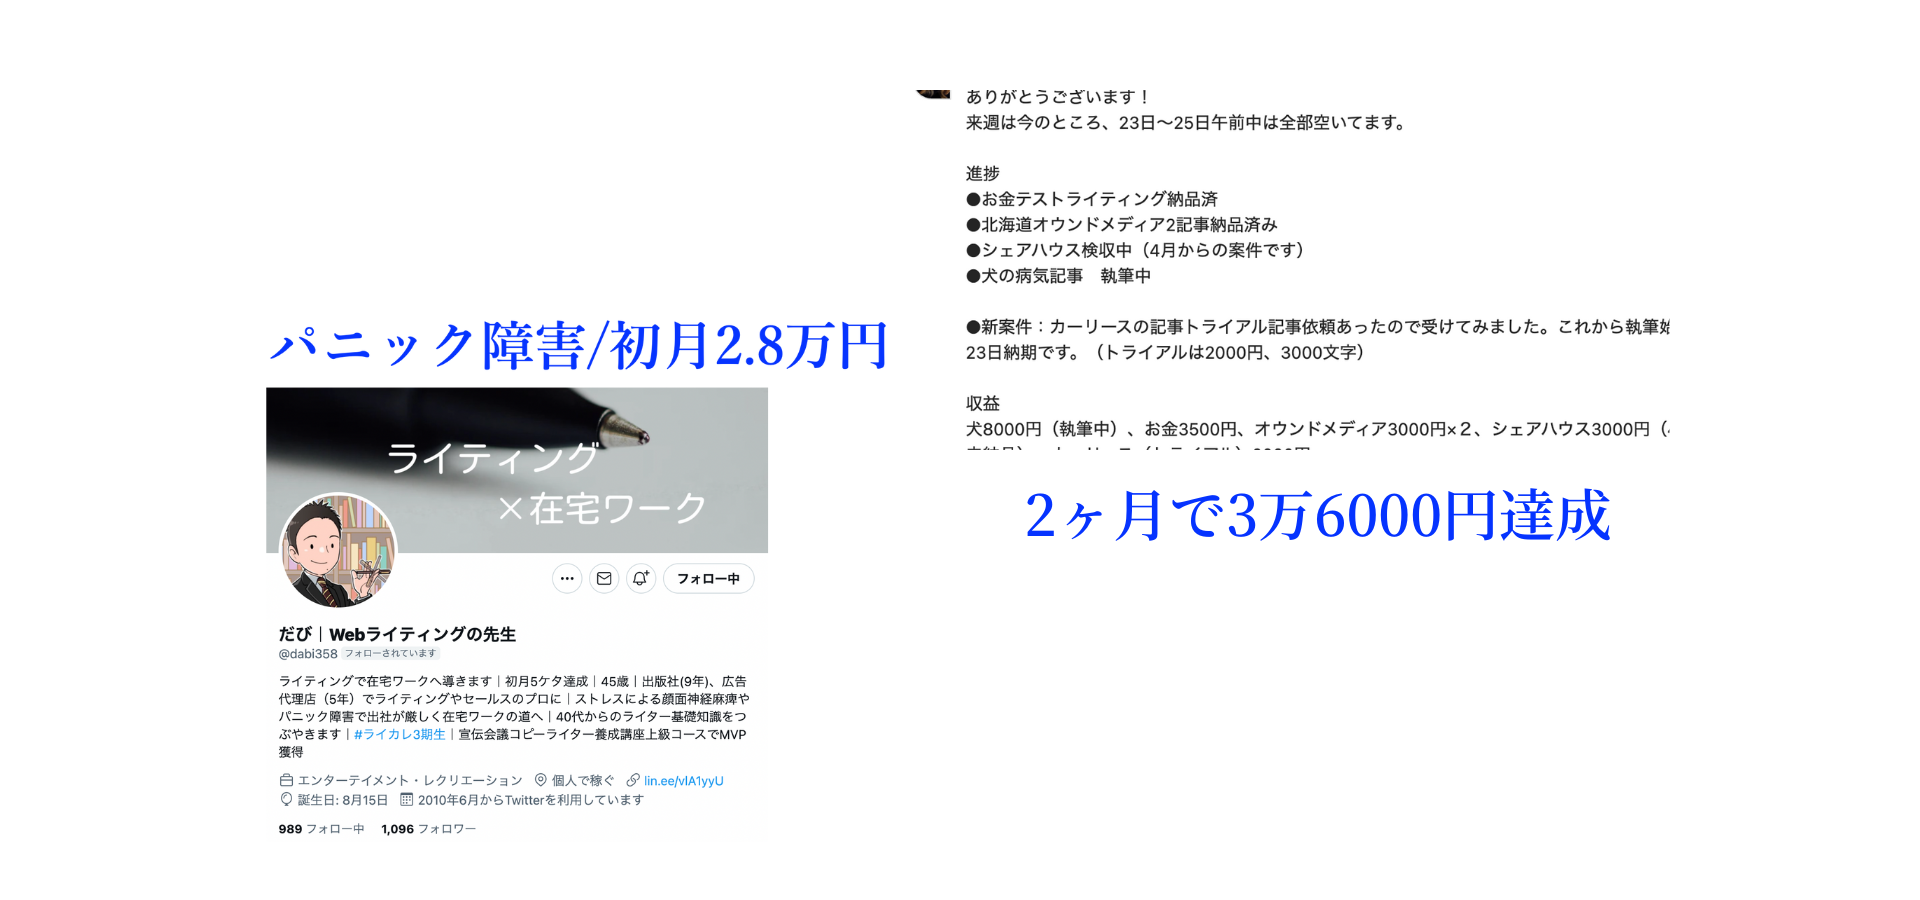 パニック障害/初月2.8万円
ライティング
×在宅ワーク
フォロー中
だび｜Webライティングの先生
@dabi358 フォローされています
ライティングで在宅ワークへ導きます｜初月5ケタ達成｜45歳｜出版社(9年)、広告
代理店（5年）でライティングやセールスのプロに｜ストレスによる顔面神経麻痺や
パニック障害で出社が厳しく在宅ワークの道へ｜40代からのライター基礎知識をつ
ぶやきます｜#ライカレ3期生｜宣伝会議コピーライター養成講座上級コースでMVP
獲得
エンターテイメント・レクリエーション 個人で稼ぐ lin.ee/vlA1yyU
誕生日: 8月15日 2010年6月からTwitterを利用しています
989 フォロー中 1,096 フォロワー
ありがとうございます！
来週は今のところ、23日〜25日午前中は全部空いてます。
進捗
●お金テストライティング納品済
●北海道オウンドメディア2記事納品済み
●シェアハウス検収中（4月からの案件です）
●犬の病気記事　執筆中
●新案件：カーリースの記事トライアル記事依頼あったので受けてみました。これから執筆始
23日納期です。（トライアルは2000円、3000文字）
収益
犬8000円（執筆中）、お金3500円、オウンドメディア3000円×２、シェアハウス3000円（
2ヶ月で3万6000円達成